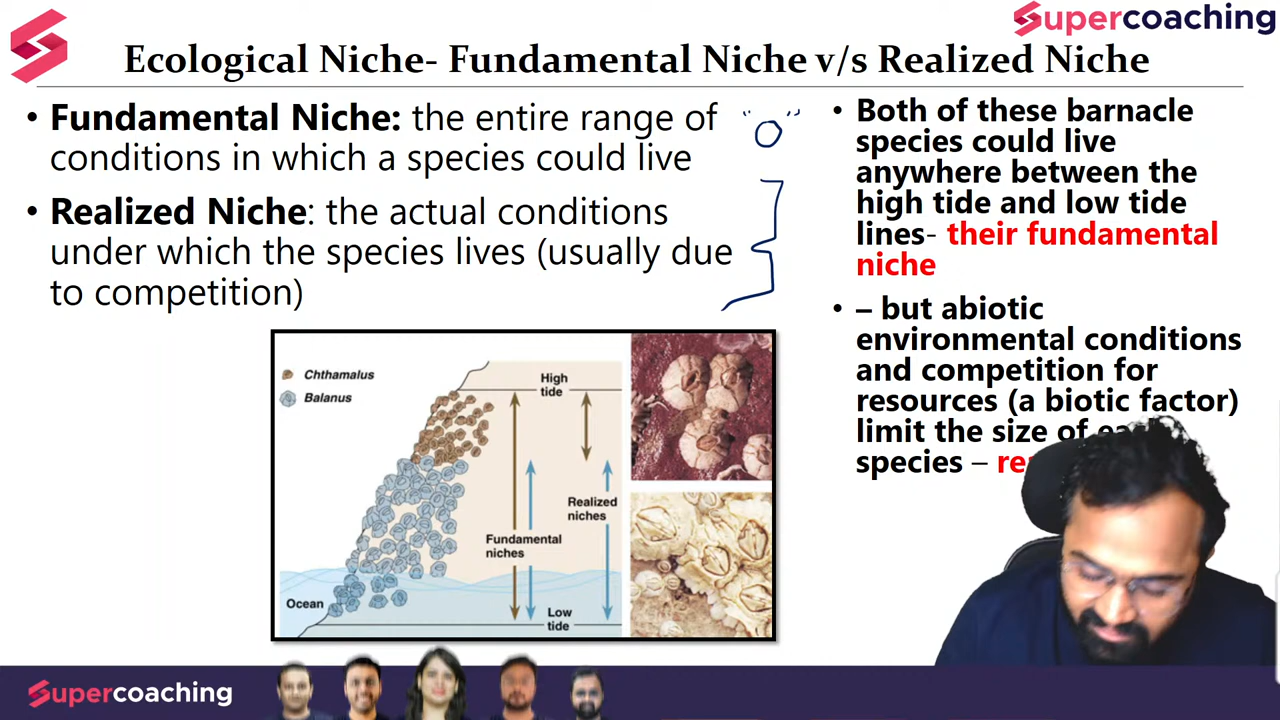 Supercoaching
Ecological Niche- Fundamental Niche v/s Realized Niche
• Fundamental Niche: the entire range of
conditions in which a species could live
• Realized Niche: the actual conditions
under which the species lives (usually due
to competition)
"o"
• Both of these barnacle
species could live
anywhere between the
high tide and low tide
lines- their fundamental
niche
• – but abiotic
environmental conditions
and competition for
resources (a biotic factor)
limit the size of
species –
Chthamalus
Balanus
High
tide
Realized
niches
Fundamental
niches
Ocean
Low
tide
Supercoaching